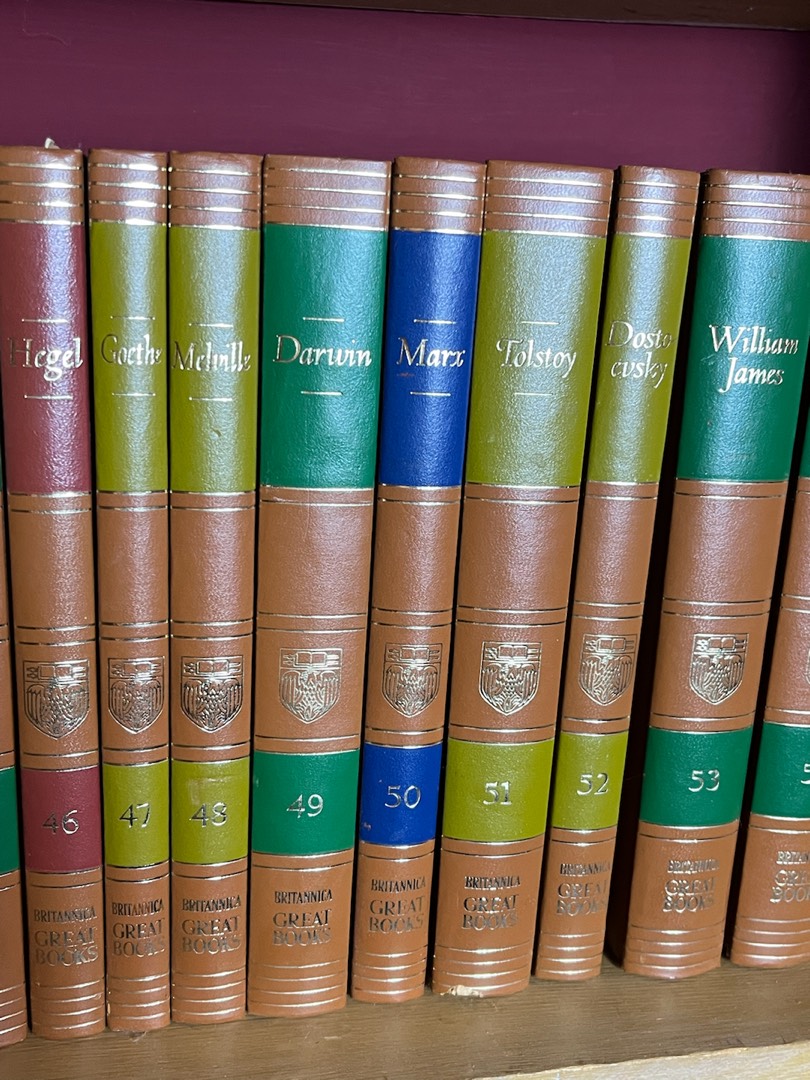 Hegel
46
BRITANNICA
GREAT
BOOKS
Goethe
47
BRITANNICA
GREAT
BOOKS
Melville
48
BRITANNICA
GREAT
BOOKS
Darwin
49
BRITANNICA
GREAT
BOOKS
Marx
50
BRITANNICA
GREAT
BOOKS
Tolstoy
51
BRITANNICA
GREAT
BOOKS
Dosto
evsky
52
BRITANNICA
GREAT
BOOKS
William
James
53
BRITANNICA
GREAT
BOOKS